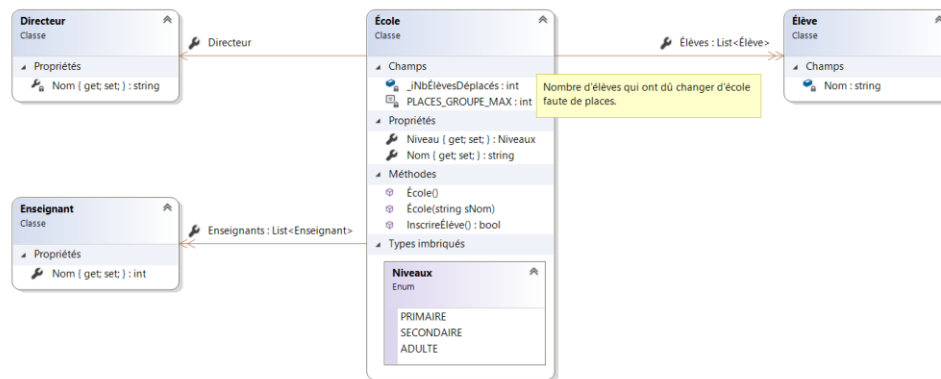 Directeur
Classe
Propriétés
Nom { get; set; } : string
Directeur
École
Classe
Champs
_iNbÉlèvesDéplacés : int
PLACES_GROUPE_MAX : int
Propriétés
Niveau { get; set; } : Niveaux
Nom { get; set; } : string
Méthodes
École()
École(string sNom)
InscrireÉlève() : bool
Types imbriqués
Niveaux
Enum
PRIMAIRE
SECONDAIRE
ADULTE
Nombre d'élèves qui ont dû changer d'école
faute de places.
Élèves : List<Élève>
Élève
Classe
Champs
Nom : string
Enseignant
Classe
Propriétés
Nom { get; set; } : int
Enseignants : List<Enseignant>